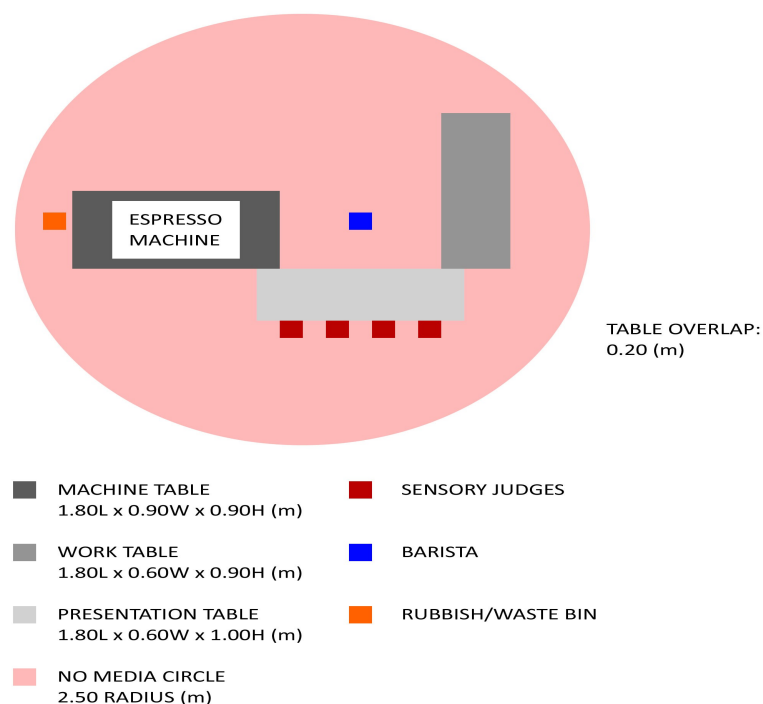 ESPRESSO
MACHINE
TABLE OVERLAP:
0.20 (m)
MACHINE TABLE
1.80L x 0.90W x 0.90H (m)
SENSORY JUDGES
WORK TABLE
1.80L x 0.60W x 0.90H (m)
BARISTA
PRESENTATION TABLE
1.80L x 0.60W x 1.00H (m)
RUBBISH/WASTE BIN
NO MEDIA CIRCLE
2.50 RADIUS (m)